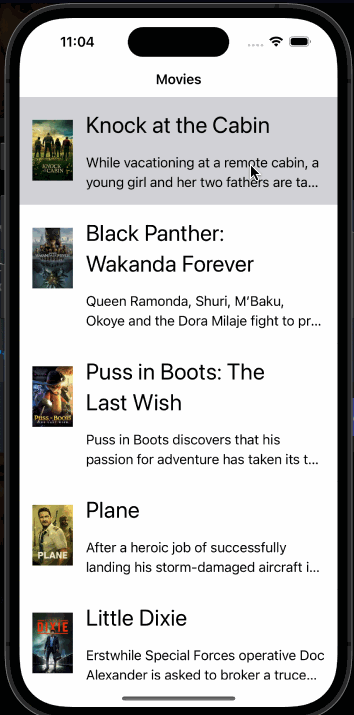 11:04
Movies
Knock at the Cabin
While vacationing at a remote cabin, a
young girl and her two fathers are ta...
KNOCK
AT THE
CABIN
Black Panther:
Wakanda Forever
Queen Ramonda, Shuri, M’Baku,
Okoye and the Dora Milaje fight to pr...
Puss in Boots: The
Last Wish
Puss in Boots discovers that his
passion for adventure has taken its t...
PUSS IN BOOTS
Plane
After a heroic job of successfully
landing his storm-damaged aircraft i...
PLANE
Little Dixie
Erstwhile Special Forces operative Doc
Alexander is asked to broker a truce...
DIXIE